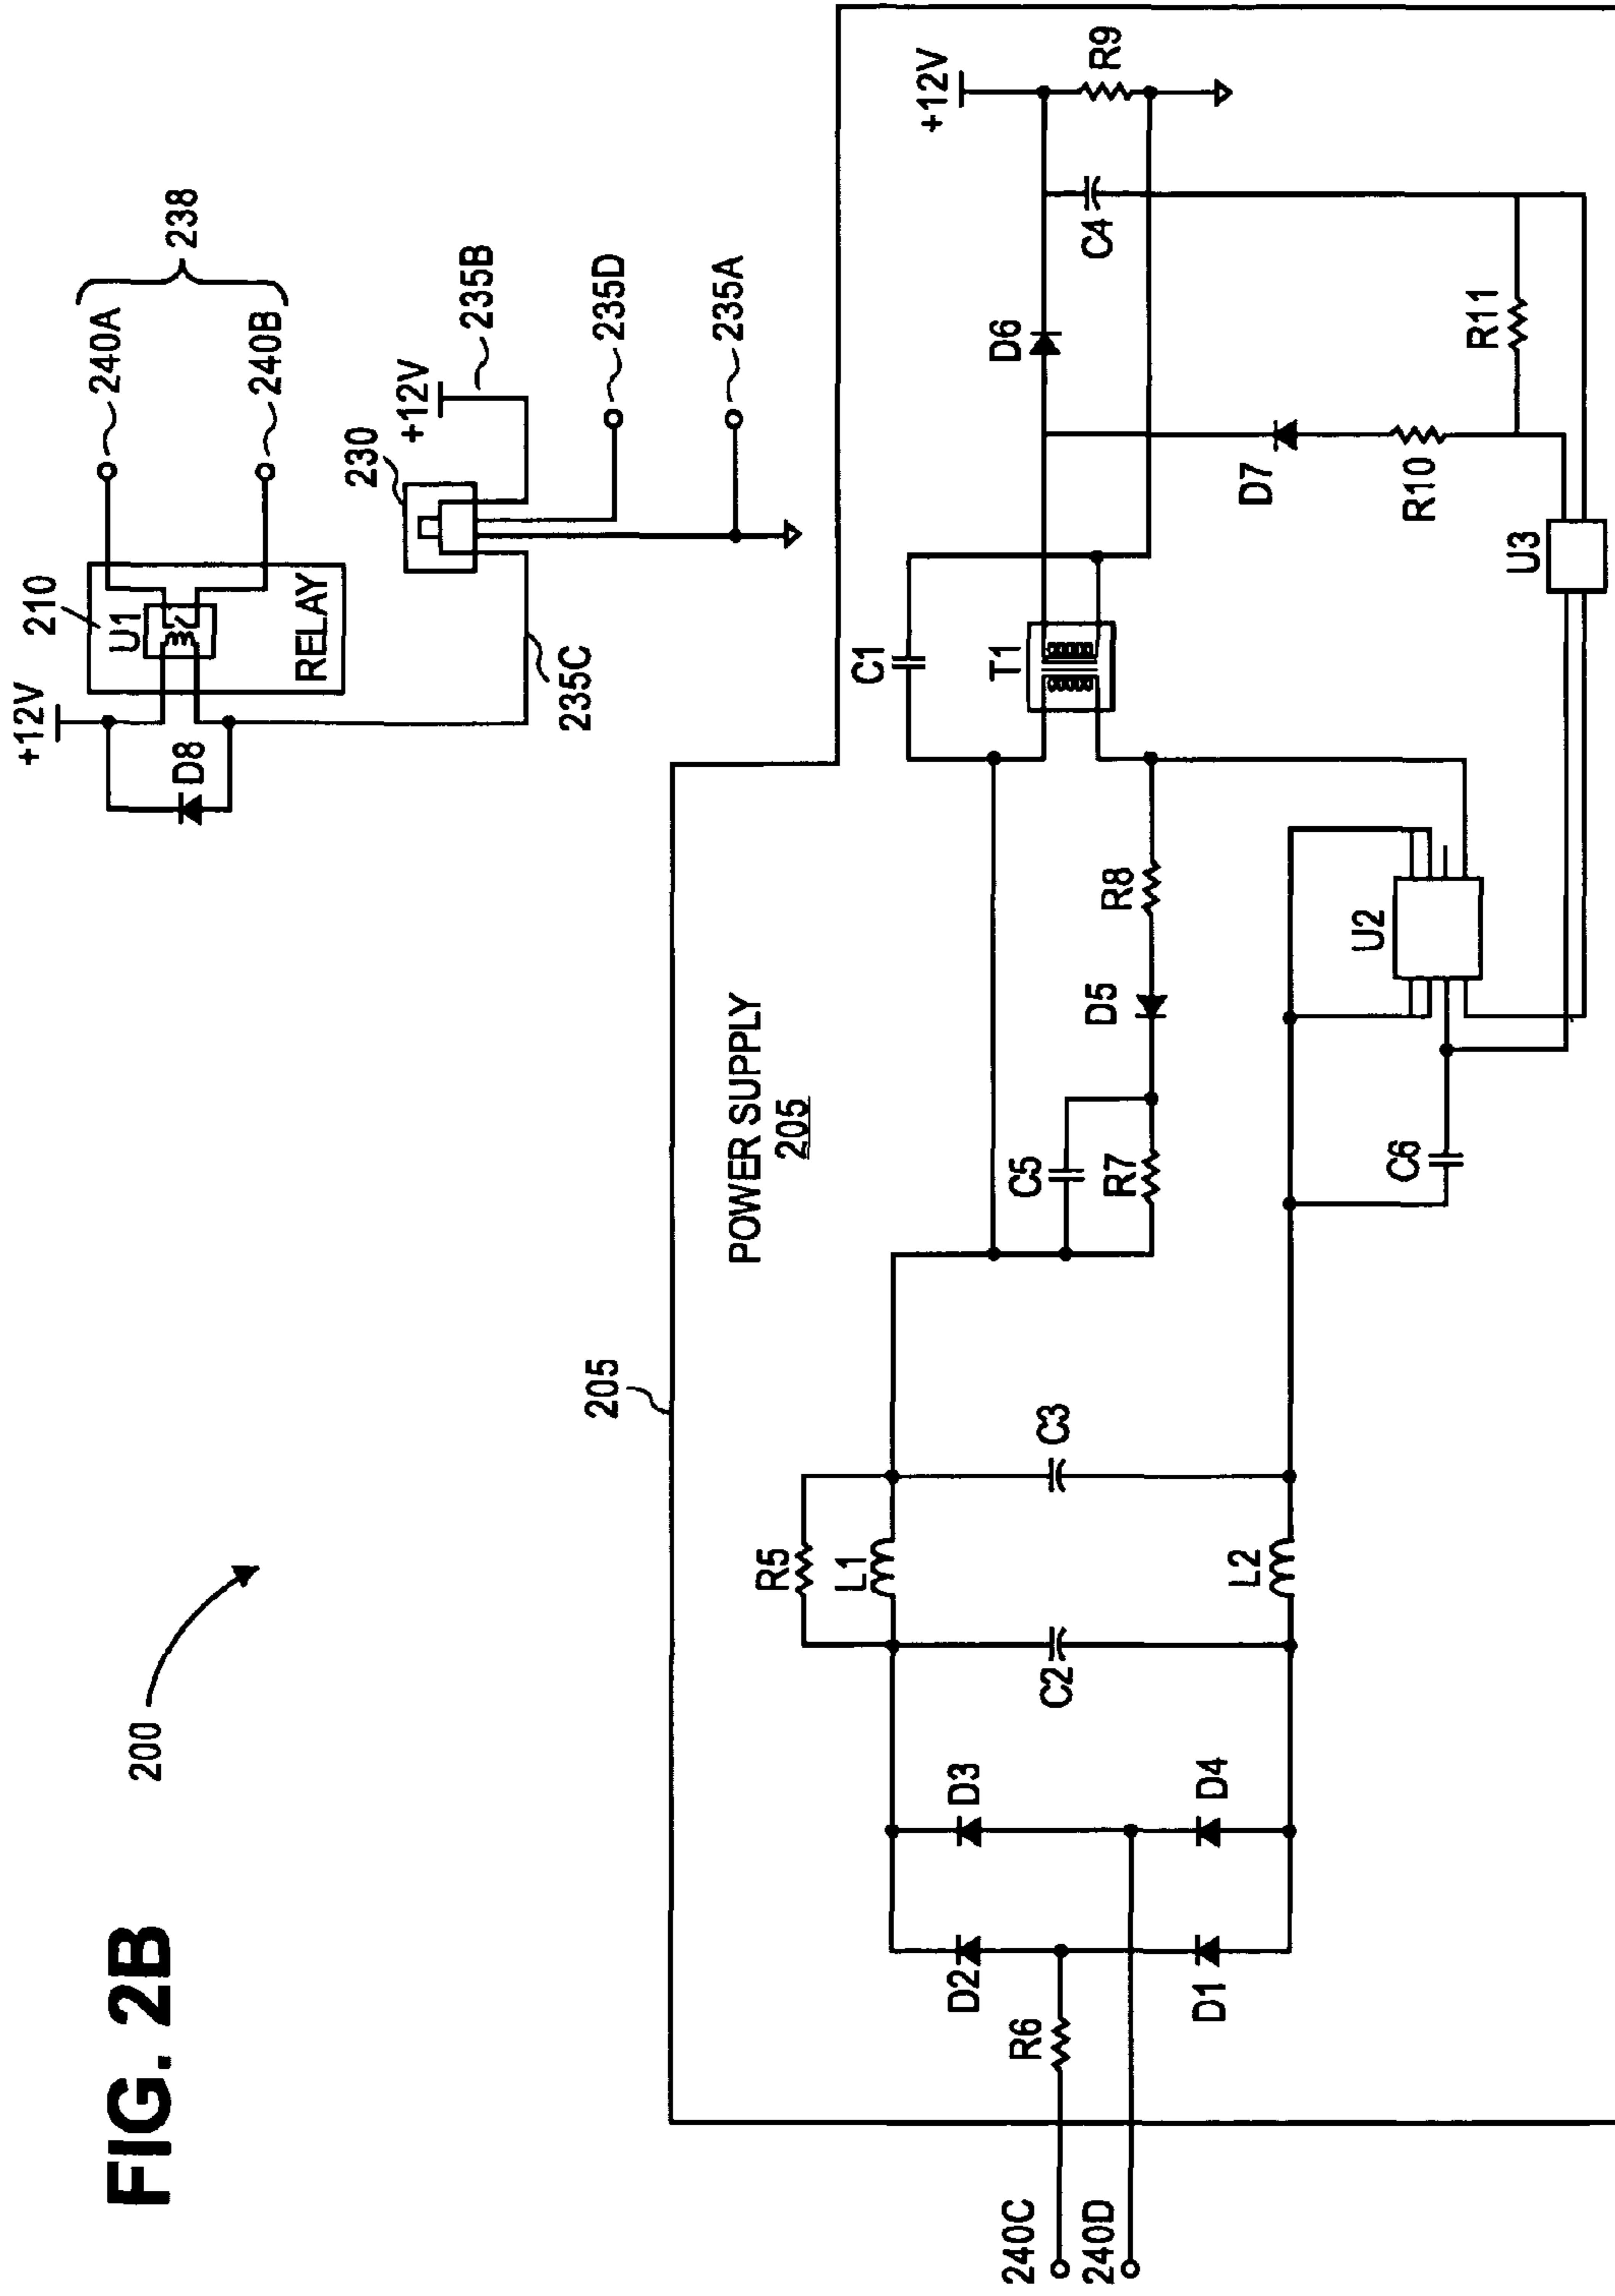 FIG. 2B
200
+12V
D8
210
U1
RELAY
240A
240B
238
235C
230
+12V
235B
235D
235A
205
POWER SUPPLY
205
240C
240D
R6
D2
D1
D3
D4
C2
R5
L1
L2
C3
C5
R7
D5
R8
C6
U2
C1
T1
U3
D7
R10
D6
R11
C4
+12V
R9